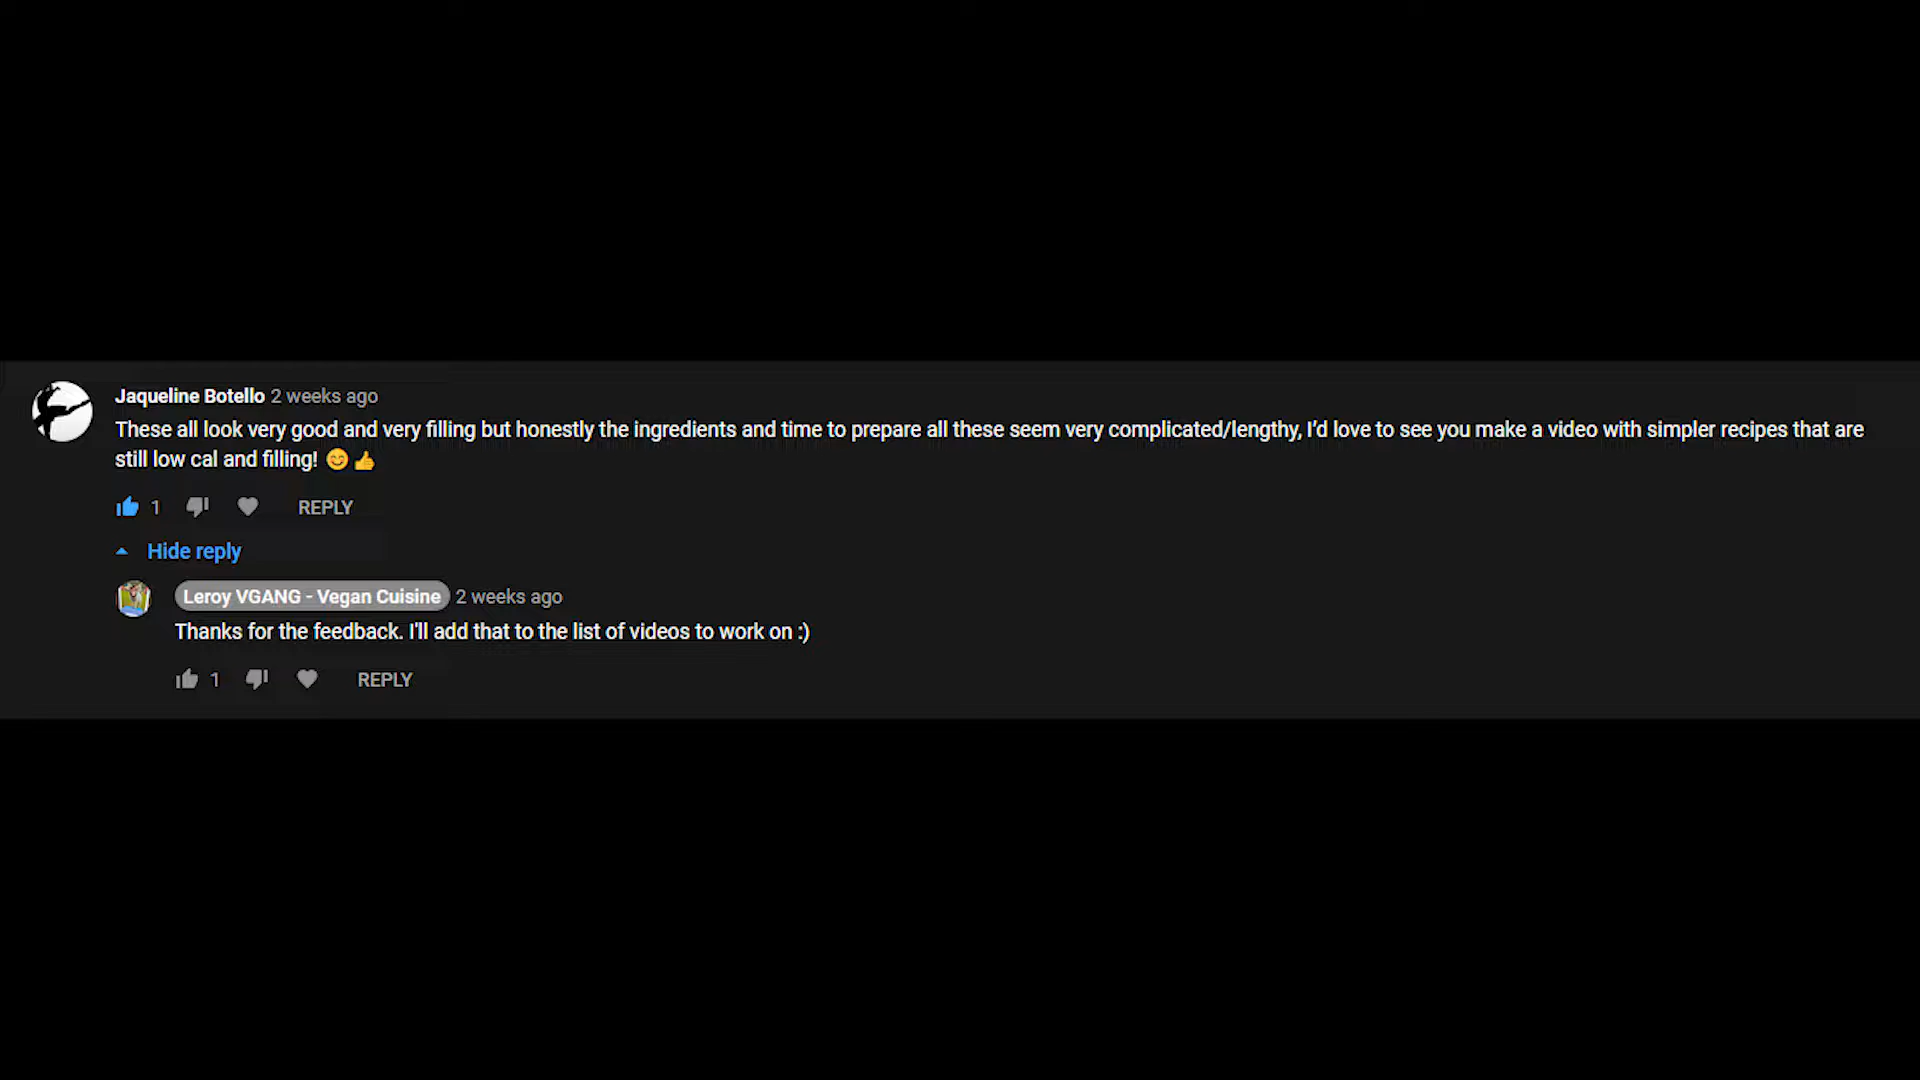 Jaqueline Botello 2 weeks ago
These all look very good and very filling but honestly the ingredients and time to prepare all these seem very complicated/lengthy, I'd love to see you make a video with simpler recipes that are
still low cal and filling! 😊👍
1 REPLY
Hide reply
Leroy VGANG - Vegan Cuisine 2 weeks ago
Thanks for the feedback. I'll add that to the list of videos to work on :)
1 REPLY